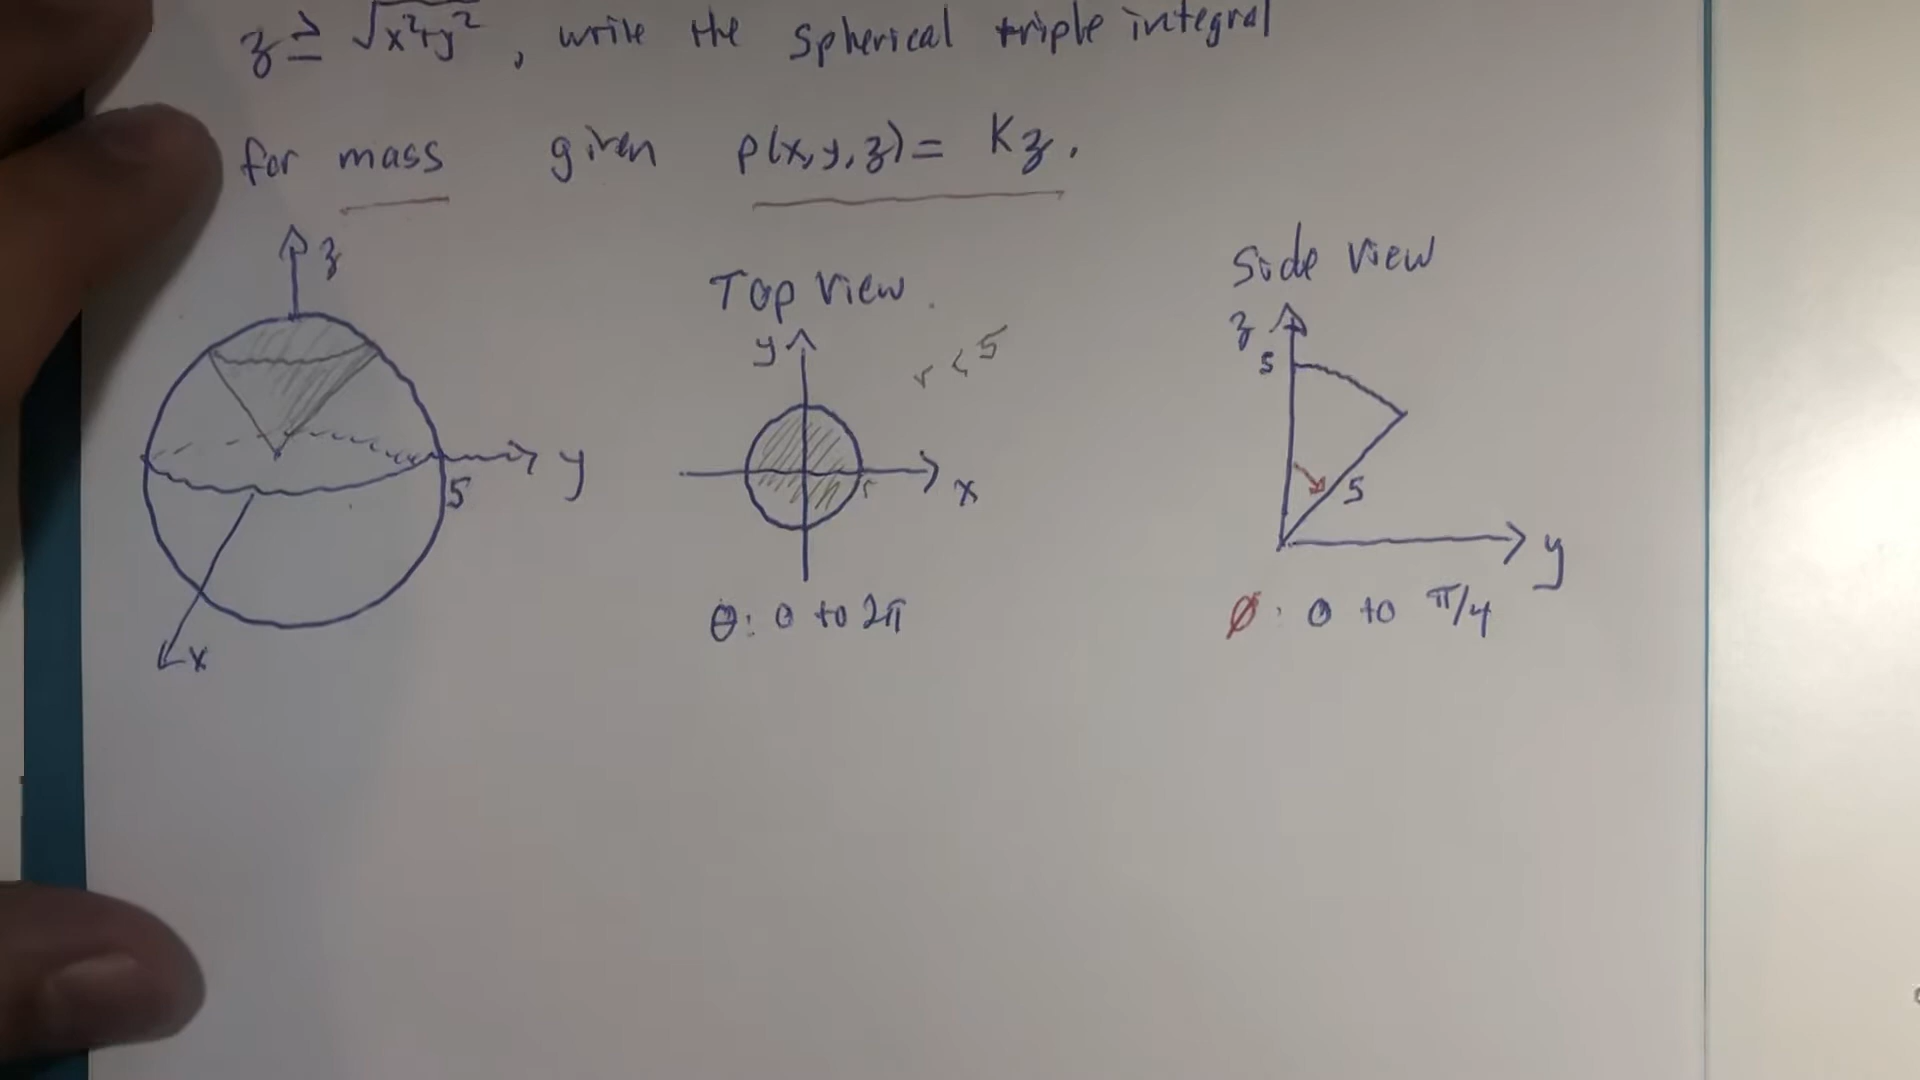 z ≥ √x²+y² , write the spherical triple integral
for mass given ρ(x,y,z) = Kz.
z
y
5
x
Top View
y
r < 5
x
r
θ: 0 to 2π
Side View
z
5
5
y
ø: 0 to π/4